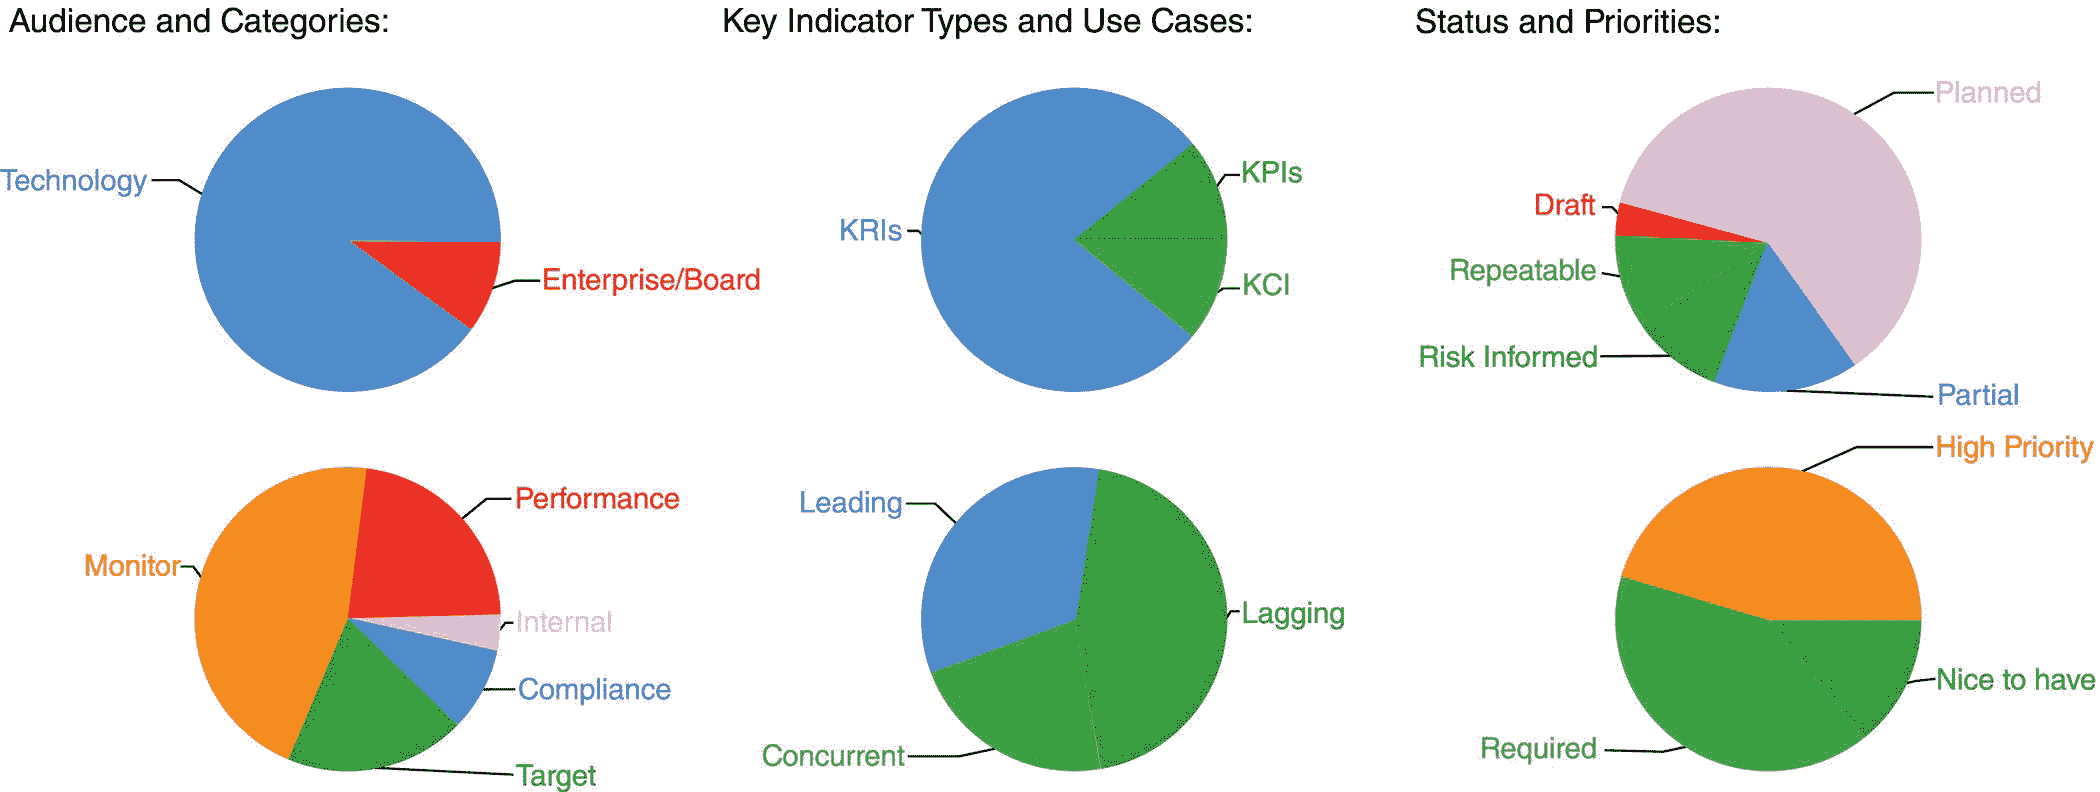 Audience and Categories:
Technology
Enterprise/Board
Performance
Monitor
Internal
Compliance
Target
Key Indicator Types and Use Cases:
KPIs
KRIs
KCI
Leading
Lagging
Concurrent
Status and Priorities:
Planned
Draft
Repeatable
Risk Informed
Partial
High Priority
Nice to have
Required